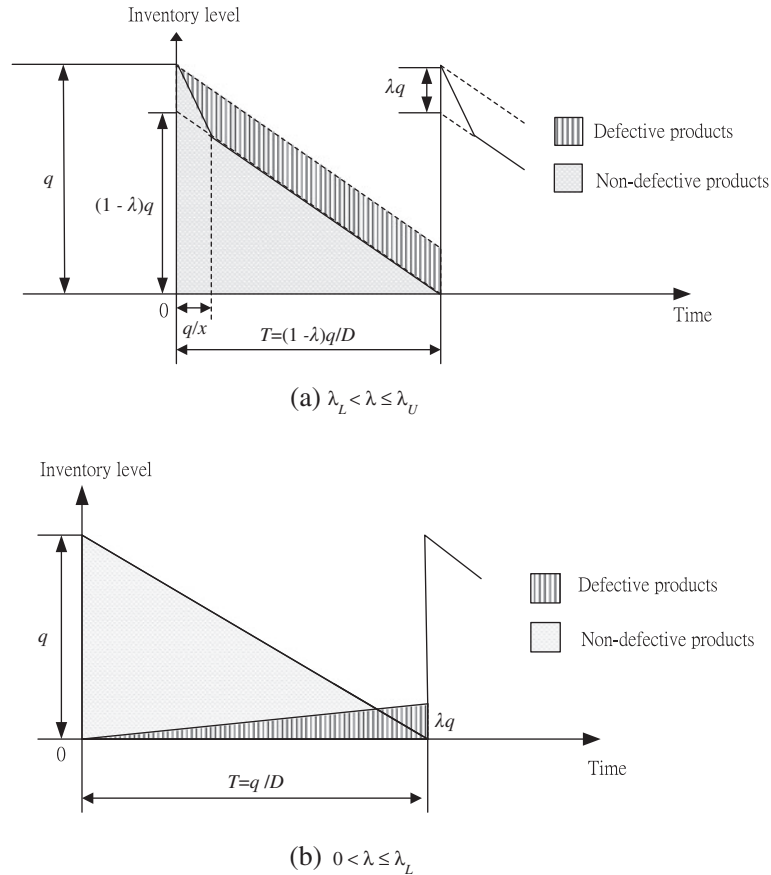 Inventory level
λq
Defective products
q
Non-defective products
(1 - λ)q
0
q/x
Time
T=(1 -λ)q/D
(a) λ_L < λ ≤ λ_U
Inventory level
Defective products
q
Non-defective products
λq
0
Time
T=q /D
(b) 0 < λ ≤ λ_L